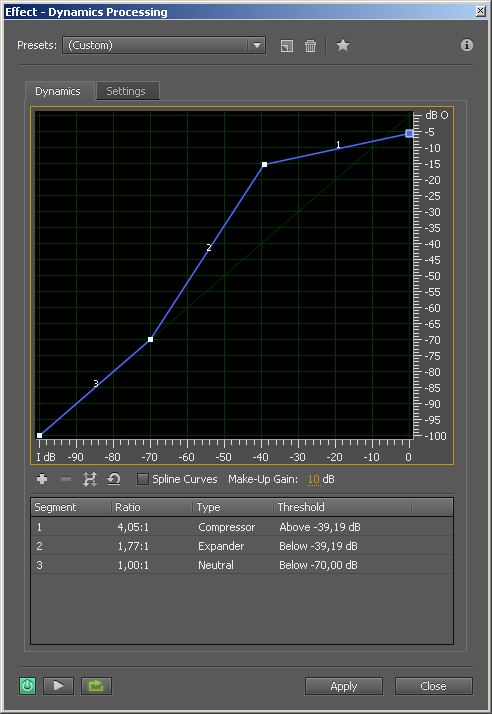 Effect - Dynamics Processing
Presets: (Custom)
Dynamics Settings
dB O
-5
-10
-15
-20
-25
-30
-35
-40
-45
-50
-55
-60
-65
-70
-75
-80
-85
-90
-95
-100
1
2
3
I dB -90 -80 -70 -60 -50 -40 -30 -20 -10 0
Spline Curves Make-Up Gain: 10 dB
Segment Ratio Type Threshold
1 4,05:1 Compressor Above -39,19 dB
2 1,77:1 Expander Below -39,19 dB
3 1,00:1 Neutral Below -70,00 dB
Apply Close